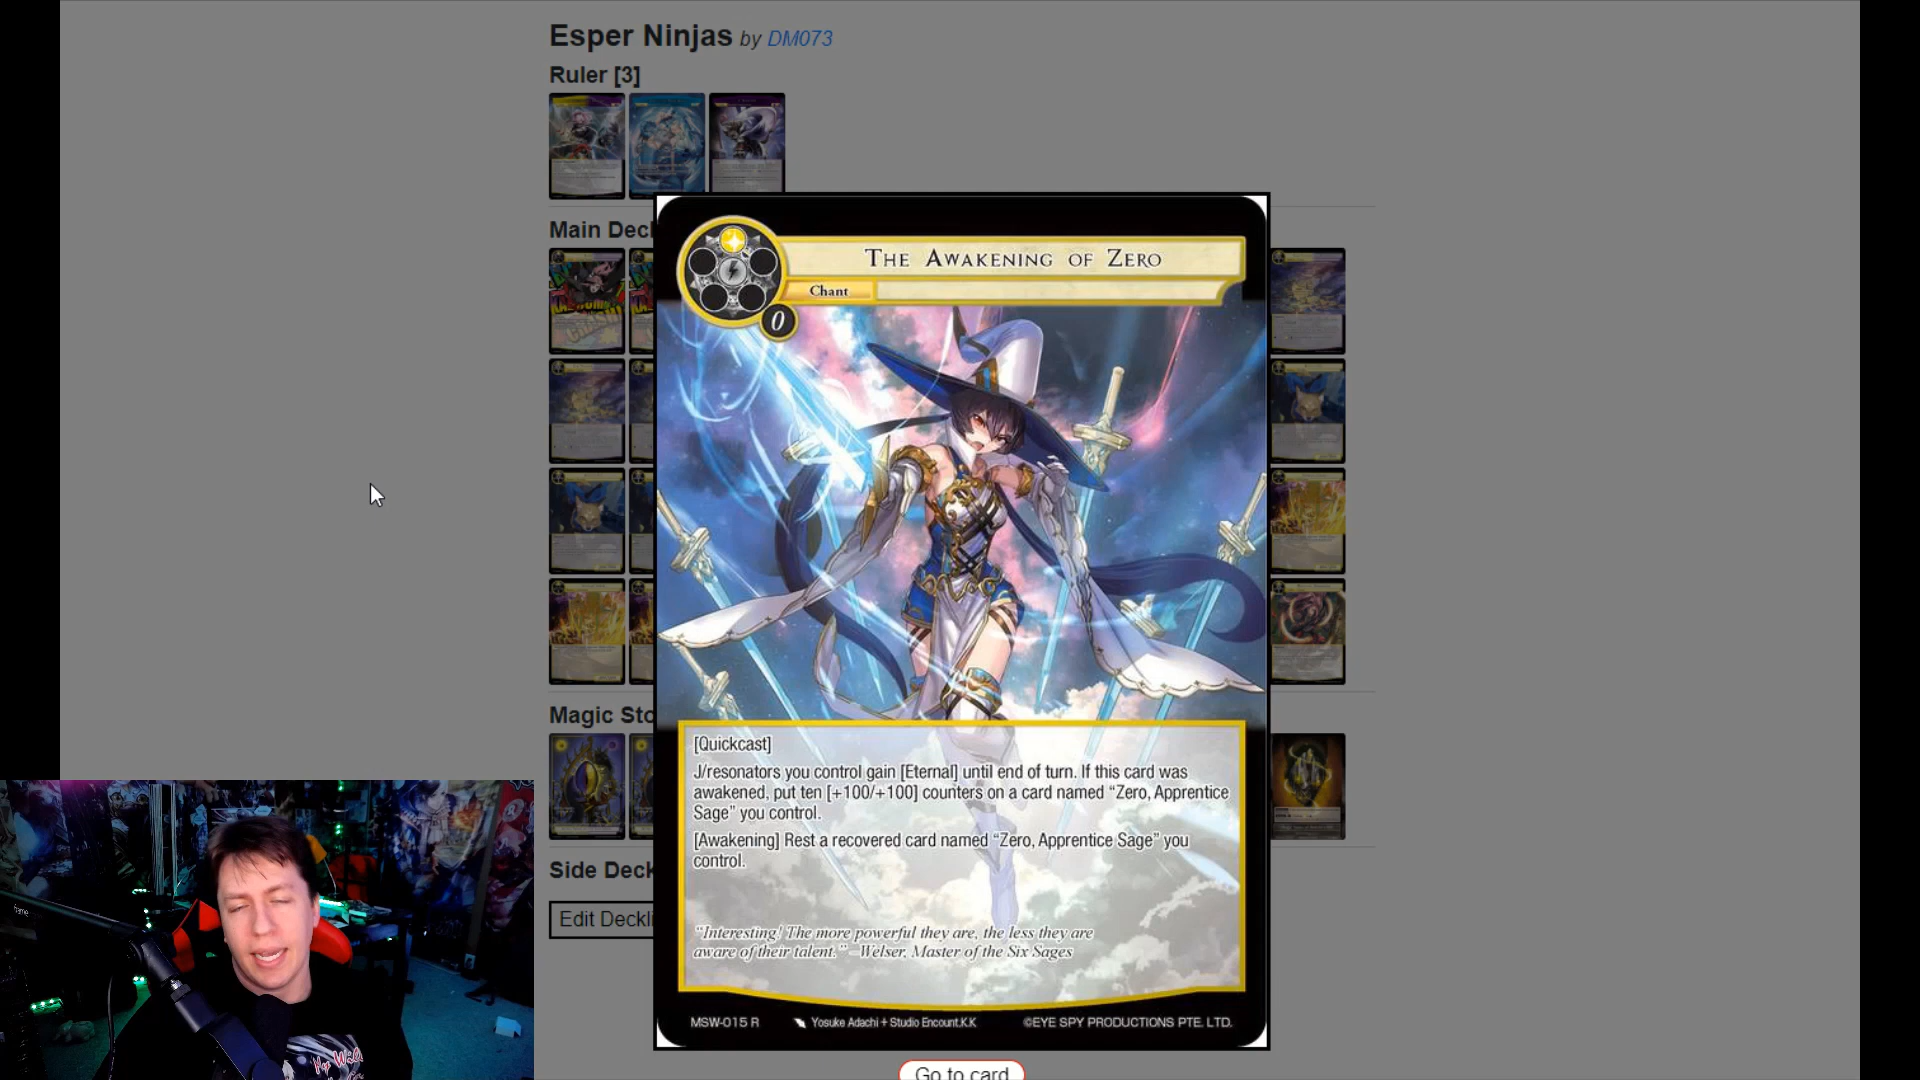 Esper Ninjas by DM073
Ruler [3]
Main Deck
THE AWAKENING OF ZERO
Chant
0
[Quickcast]
J/resonators you control gain [Eternal] until end of turn. If this card was
awakened, put ten [+100/+100] counters on a card named “Zero, Apprentice
Sage” you control.
[Awakening] Rest a recovered card named “Zero, Apprentice Sage” you
control.
“Interesting! The more powerful they are, the less they are
aware of their talent.” –Welser, Master of the Six Sages
MSW-015 R
Yosuke Adachi + Studio Encount.K.K
©EYE SPY PRODUCTIONS PTE. LTD.
Magic Sto
Side Deck
Edit Deckli
Go to card